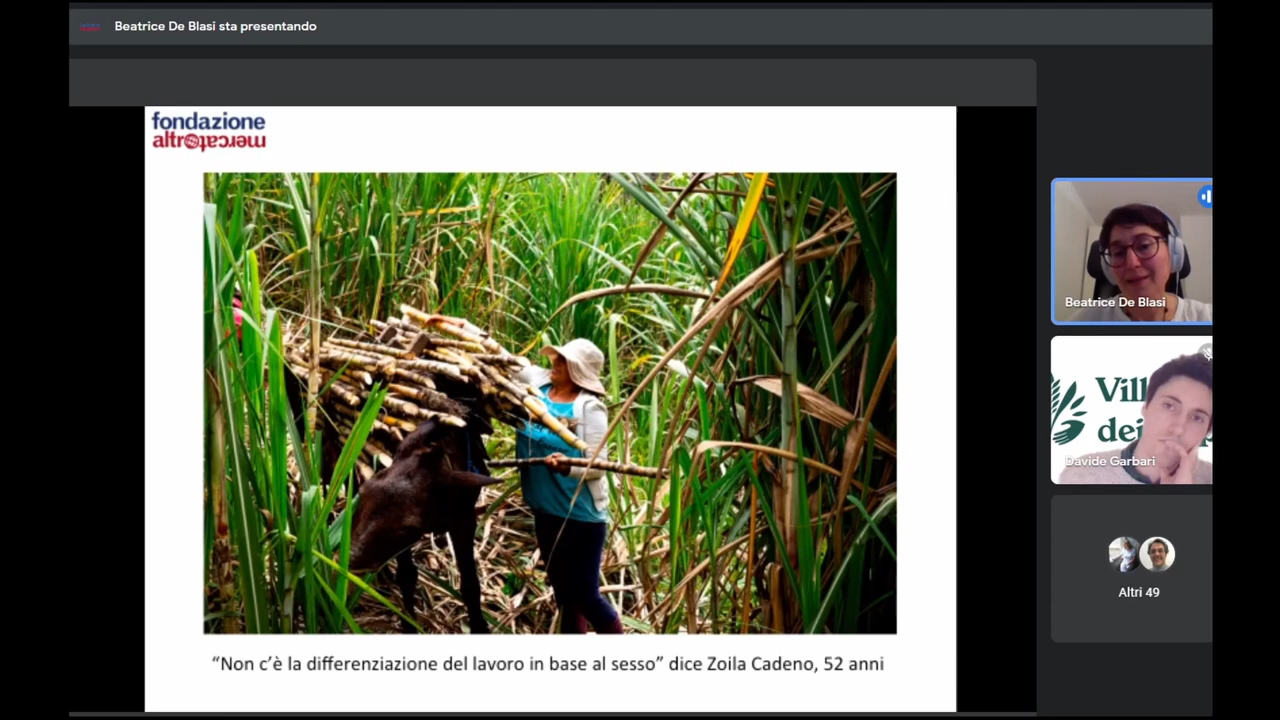 Beatrice De Blasi sta presentando
fondazione
altromercato
Beatrice De Blasi
Vill
dei
Davide Garbari
Altri 49
“Non c’è la differenziazione del lavoro in base al sesso” dice Zoila Cadeno, 52 anni